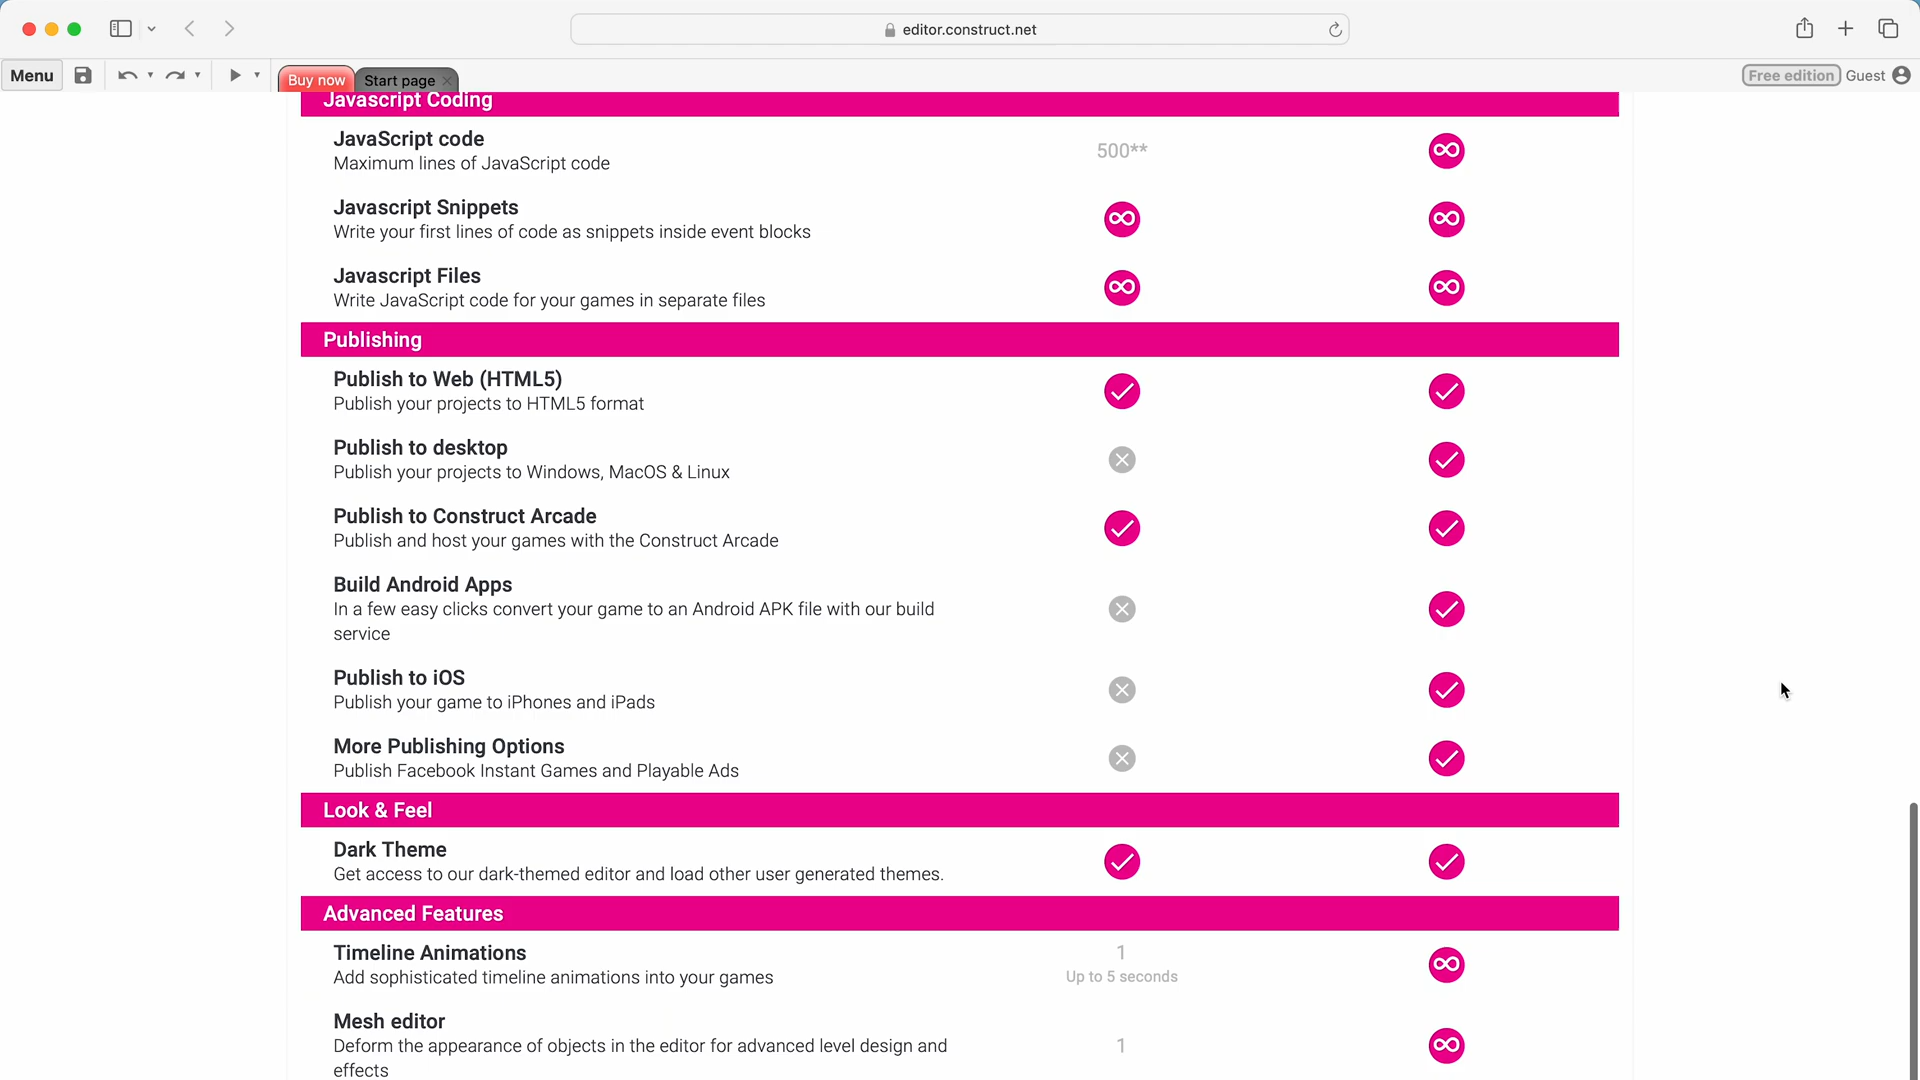 editor.construct.net
Menu
Buy now
Start page
Free edition
Guest
Javascript Coding
JavaScript code
Maximum lines of JavaScript code
500**
Javascript Snippets
Write your first lines of code as snippets inside event blocks
Javascript Files
Write JavaScript code for your games in separate files
Publishing
Publish to Web (HTML5)
Publish your projects to HTML5 format
Publish to desktop
Publish your projects to Windows, MacOS & Linux
Publish to Construct Arcade
Publish and host your games with the Construct Arcade
Build Android Apps
In a few easy clicks convert your game to an Android APK file with our build
service
Publish to iOS
Publish your game to iPhones and iPads
More Publishing Options
Publish Facebook Instant Games and Playable Ads
Look & Feel
Dark Theme
Get access to our dark-themed editor and load other user generated themes.
Advanced Features
Timeline Animations
Add sophisticated timeline animations into your games
1
Up to 5 seconds
Mesh editor
Deform the appearance of objects in the editor for advanced level design and
effects
1